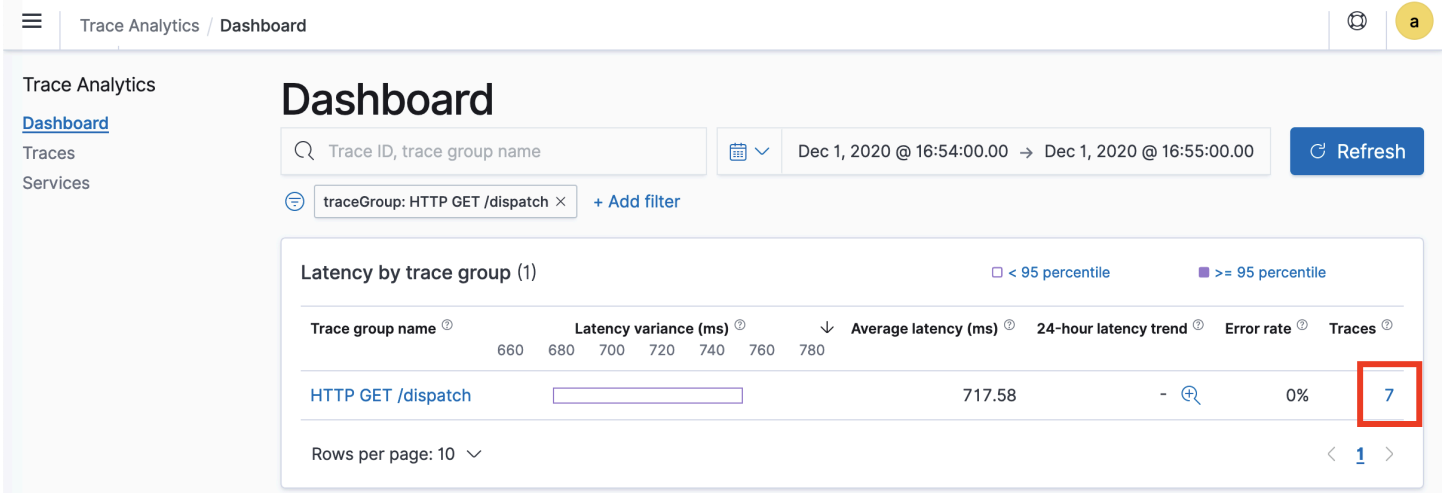 Trace Analytics / Dashboard
a
Trace Analytics
Dashboard
Traces
Services
Dashboard
Trace ID, trace group name
Dec 1, 2020 @ 16:54:00.00 → Dec 1, 2020 @ 16:55:00.00
Refresh
traceGroup: HTTP GET /dispatch ×
+ Add filter
Latency by trace group (1)
< 95 percentile
>= 95 percentile
Trace group name ? Latency variance (ms) ? ↓ Average latency (ms) ? 24-hour latency trend ? Error rate ? Traces ?
660 680 700 720 740 760 780
HTTP GET /dispatch 717.58 - 0% 7
Rows per page: 10
< 1 >